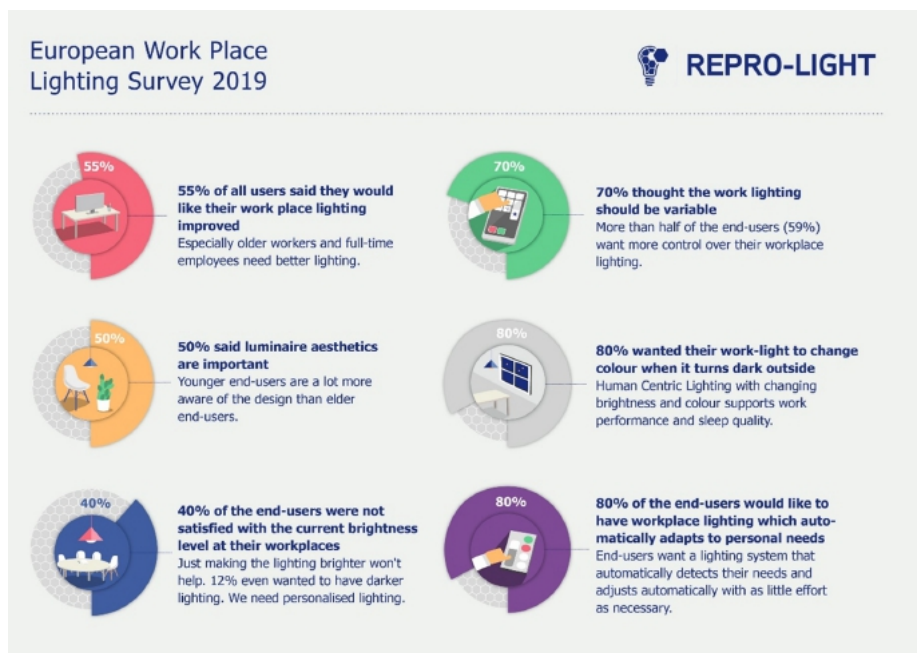 European Work Place
Lighting Survey 2019
REPRO-LIGHT
55%
55% of all users said they would
like their work place lighting
improved
Especially older workers and full-time
employees need better lighting.
70%
70% thought the work lighting
should be variable
More than half of the end-users (59%)
want more control over their workplace
lighting.
50%
50% said luminaire aesthetics
are important
Younger end-users are a lot more
aware of the design than elder
end-users.
80%
80% wanted their work-light to change
colour when it turns dark outside
Human Centric Lighting with changing
brightness and colour supports work
performance and sleep quality.
40%
40% of the end-users were not
satisfied with the current brightness
level at their workplaces
Just making the lighting brighter won't
help. 12% even wanted to have darker
lighting. We need personalised lighting.
80%
80% of the end-users would like to
have workplace lighting which auto-
matically adapts to personal needs
End-users want a lighting system that
automatically detects their needs and
adjusts automatically with as little effort
as necessary.